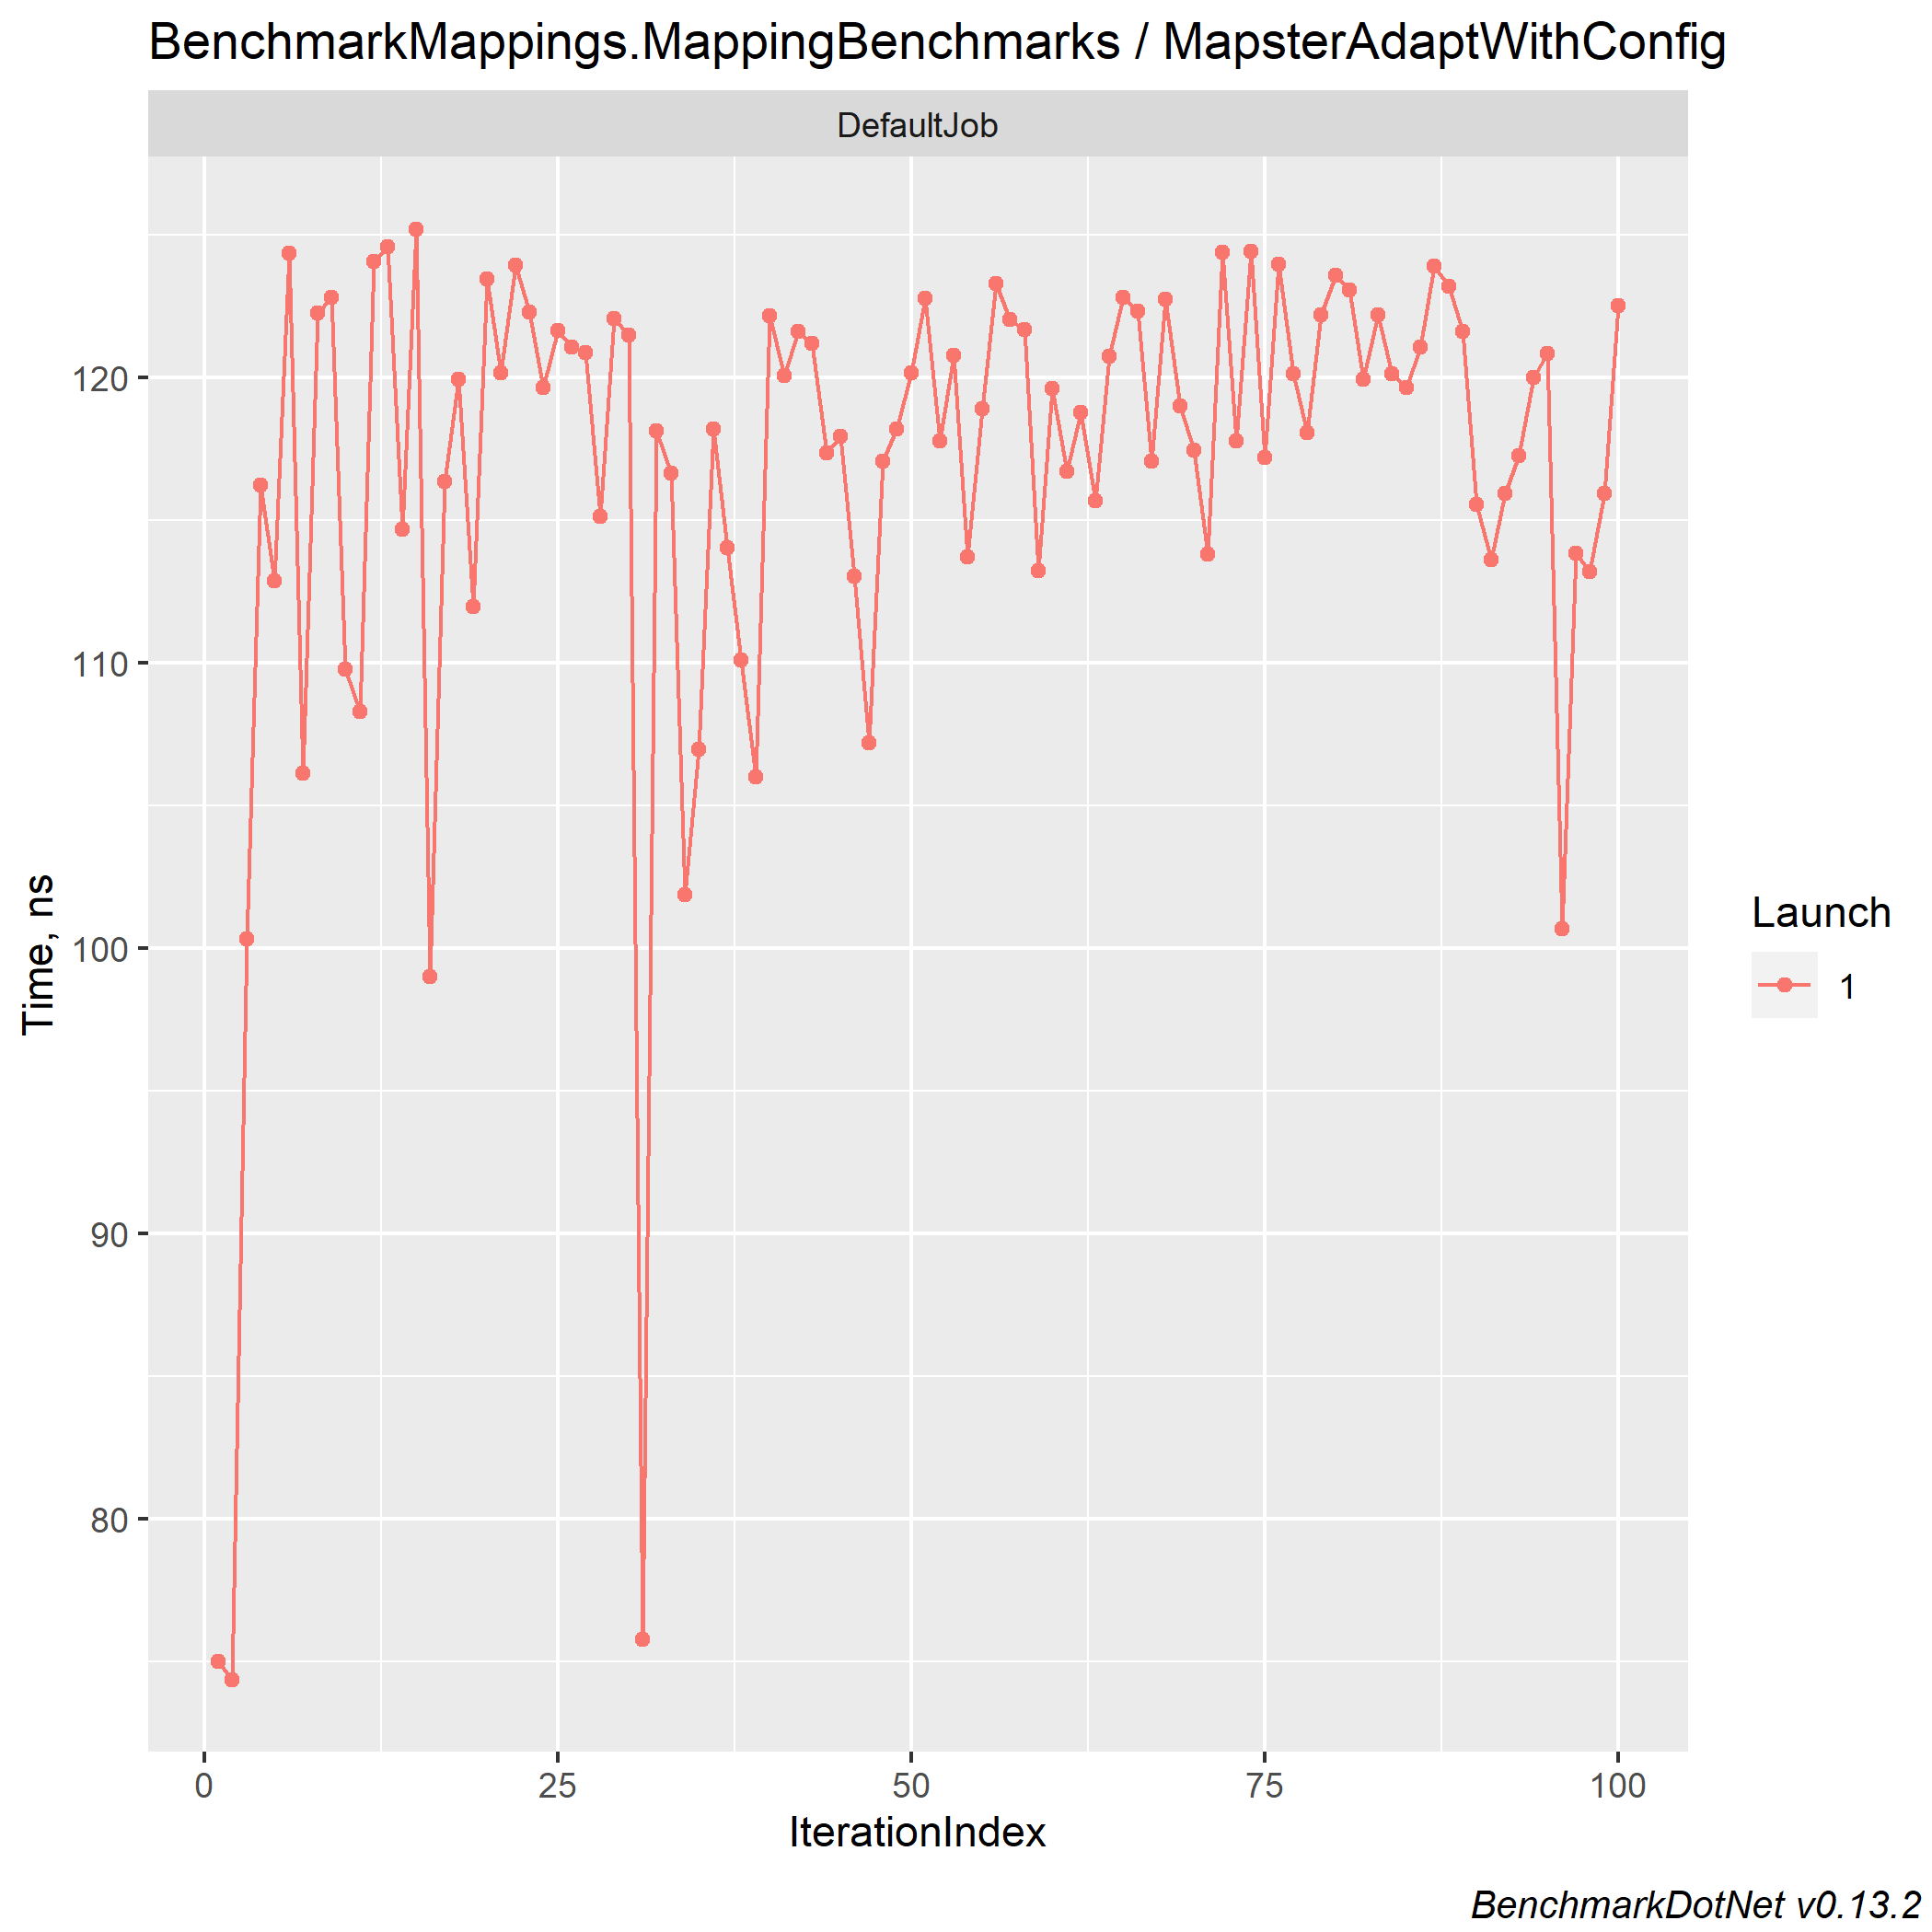 BenchmarkMappings.MappingBenchmarks / MapsterAdaptWithConfig
DefaultJob
120
110
100
90
80
Time, ns
0 25 50 75 100
IterationIndex
Launch
1
BenchmarkDotNet v0.13.2